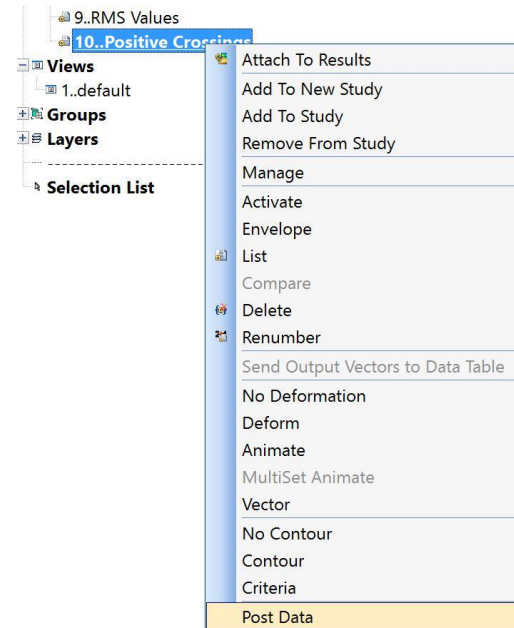 9..RMS Values
10..Positive Crossings
Views
1..default
Groups
Layers
Selection List
Attach To Results
Add To New Study
Add To Study
Remove From Study
Manage
Activate
Envelope
List
Compare
Delete
Renumber
Send Output Vectors to Data Table
No Deformation
Deform
Animate
MultiSet Animate
Vector
No Contour
Contour
Criteria
Post Data